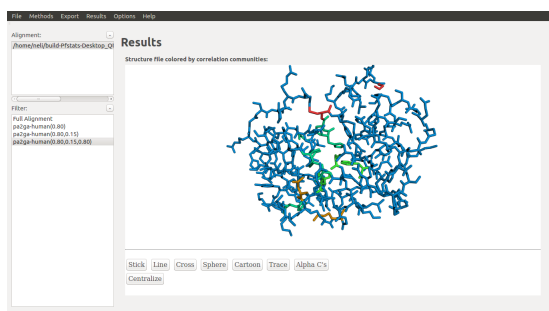 File Methods Export Results Options Help
Alignment:
/home/neli/build-Pfstats-Desktop_Qt
Filter:
Full Alignment
pa2ga-human(0.80)
pa2ga-human(0.80,0.15)
pa2ga-human(0.80,0.15,0.80)
Results
Structure file colored by correlation communities:
Stick Line Cross Sphere Cartoon Trace Alpha C's
Centralize